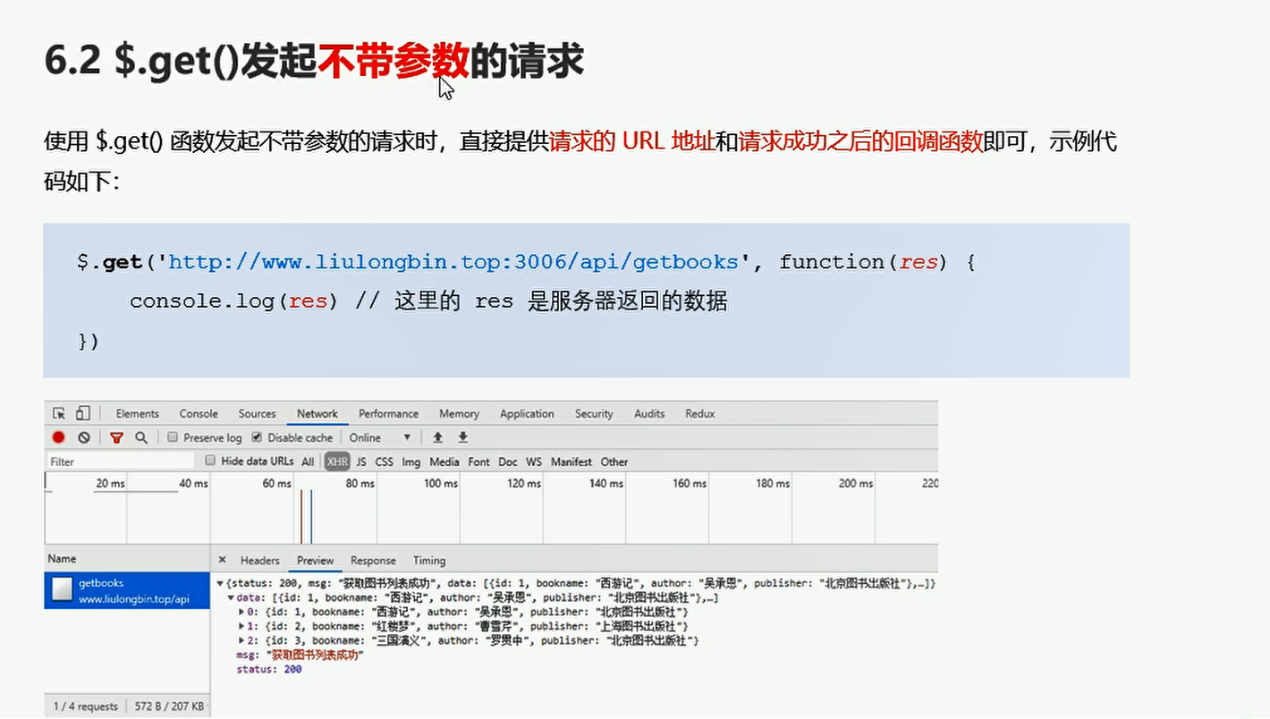 6.2 $.get()发起不带参数的请求
使用 $.get() 函数发起不带参数的请求时，直接提供请求的 URL 地址和请求成功之后的回调函数即可，示例代
码如下：
$.get('http://www.liulongbin.top:3006/api/getbooks', function(res) {
console.log(res) // 这里的 res 是服务器返回的数据
})
Elements Console Sources Network Performance Memory Application Security Audits Redux
Preserve log Disable cache Online
Filter Hide data URLs All XHR JS CSS Img Media Font Doc WS Manifest Other
20 ms 40 ms 60 ms 80 ms 100 ms 120 ms 140 ms 160 ms 180 ms 200 ms 220
Name × Headers Preview Response Timing
getbooks
www.liulongbin.top/api
▼{status: 200, msg: "获取图书列表成功", data: [{id: 1, bookname: "西游记", author: "吴承恩", publisher: "北京图书出版社"},…]}
▼data: [{id: 1, bookname: "西游记", author: "吴承恩", publisher: "北京图书出版社"},…]
▶0: {id: 1, bookname: "西游记", author: "吴承恩", publisher: "北京图书出版社"}
▶1: {id: 2, bookname: "红楼梦", author: "曹雪芹", publisher: "上海图书出版社"}
▶2: {id: 3, bookname: "三国演义", author: "罗贯中", publisher: "北京图书出版社"}
msg: "获取图书列表成功"
status: 200
1 / 4 requests 572 B / 207 KB